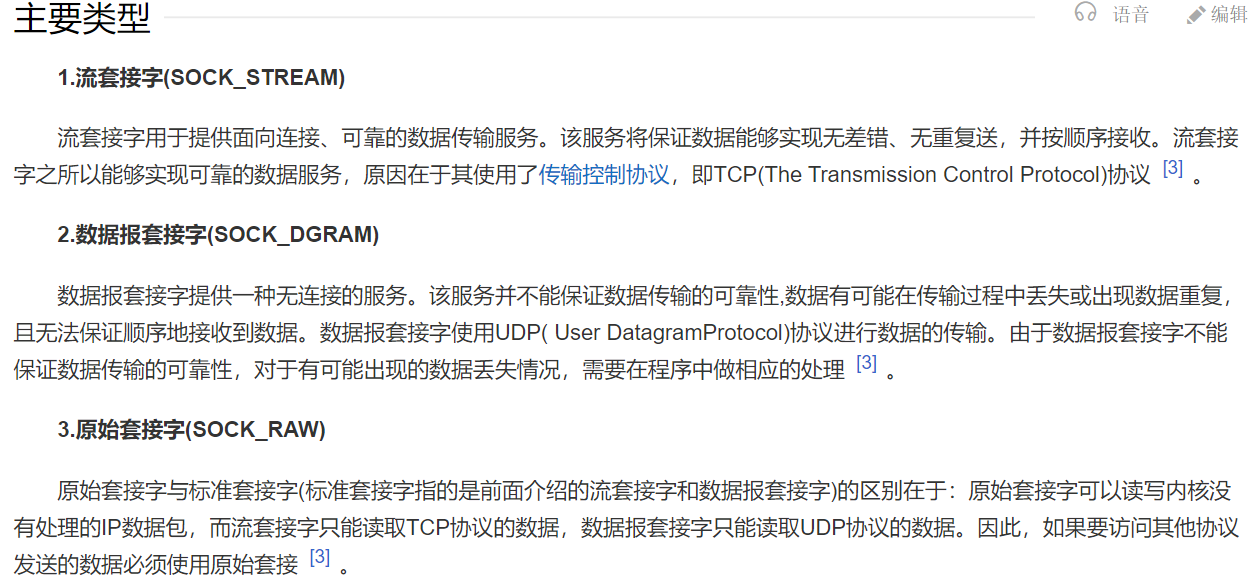 主要类型
语音
编辑
1.流套接字(SOCK_STREAM)
流套接字用于提供面向连接、可靠的数据传输服务。该服务将保证数据能够实现无差错、无重复送，并按顺序接收。流套接
字之所以能够实现可靠的数据服务，原因在于其使用了传输控制协议，即TCP(The Transmission Control Protocol)协议 [3] 。
2.数据报套接字(SOCK_DGRAM)
数据报套接字提供一种无连接的服务。该服务并不能保证数据传输的可靠性,数据有可能在传输过程中丢失或出现数据重复，
且无法保证顺序地接收到数据。数据报套接字使用UDP( User DatagramProtocol)协议进行数据的传输。由于数据报套接字不能
保证数据传输的可靠性，对于有可能出现的数据丢失情况，需要在程序中做相应的处理 [3] 。
3.原始套接字(SOCK_RAW)
原始套接字与标准套接字(标准套接字指的是前面介绍的流套接字和数据报套接字)的区别在于：原始套接字可以读写内核没
有处理的IP数据包，而流套接字只能读取TCP协议的数据，数据报套接字只能读取UDP协议的数据。因此，如果要访问其他协议
发送的数据必须使用原始套接 [3] 。